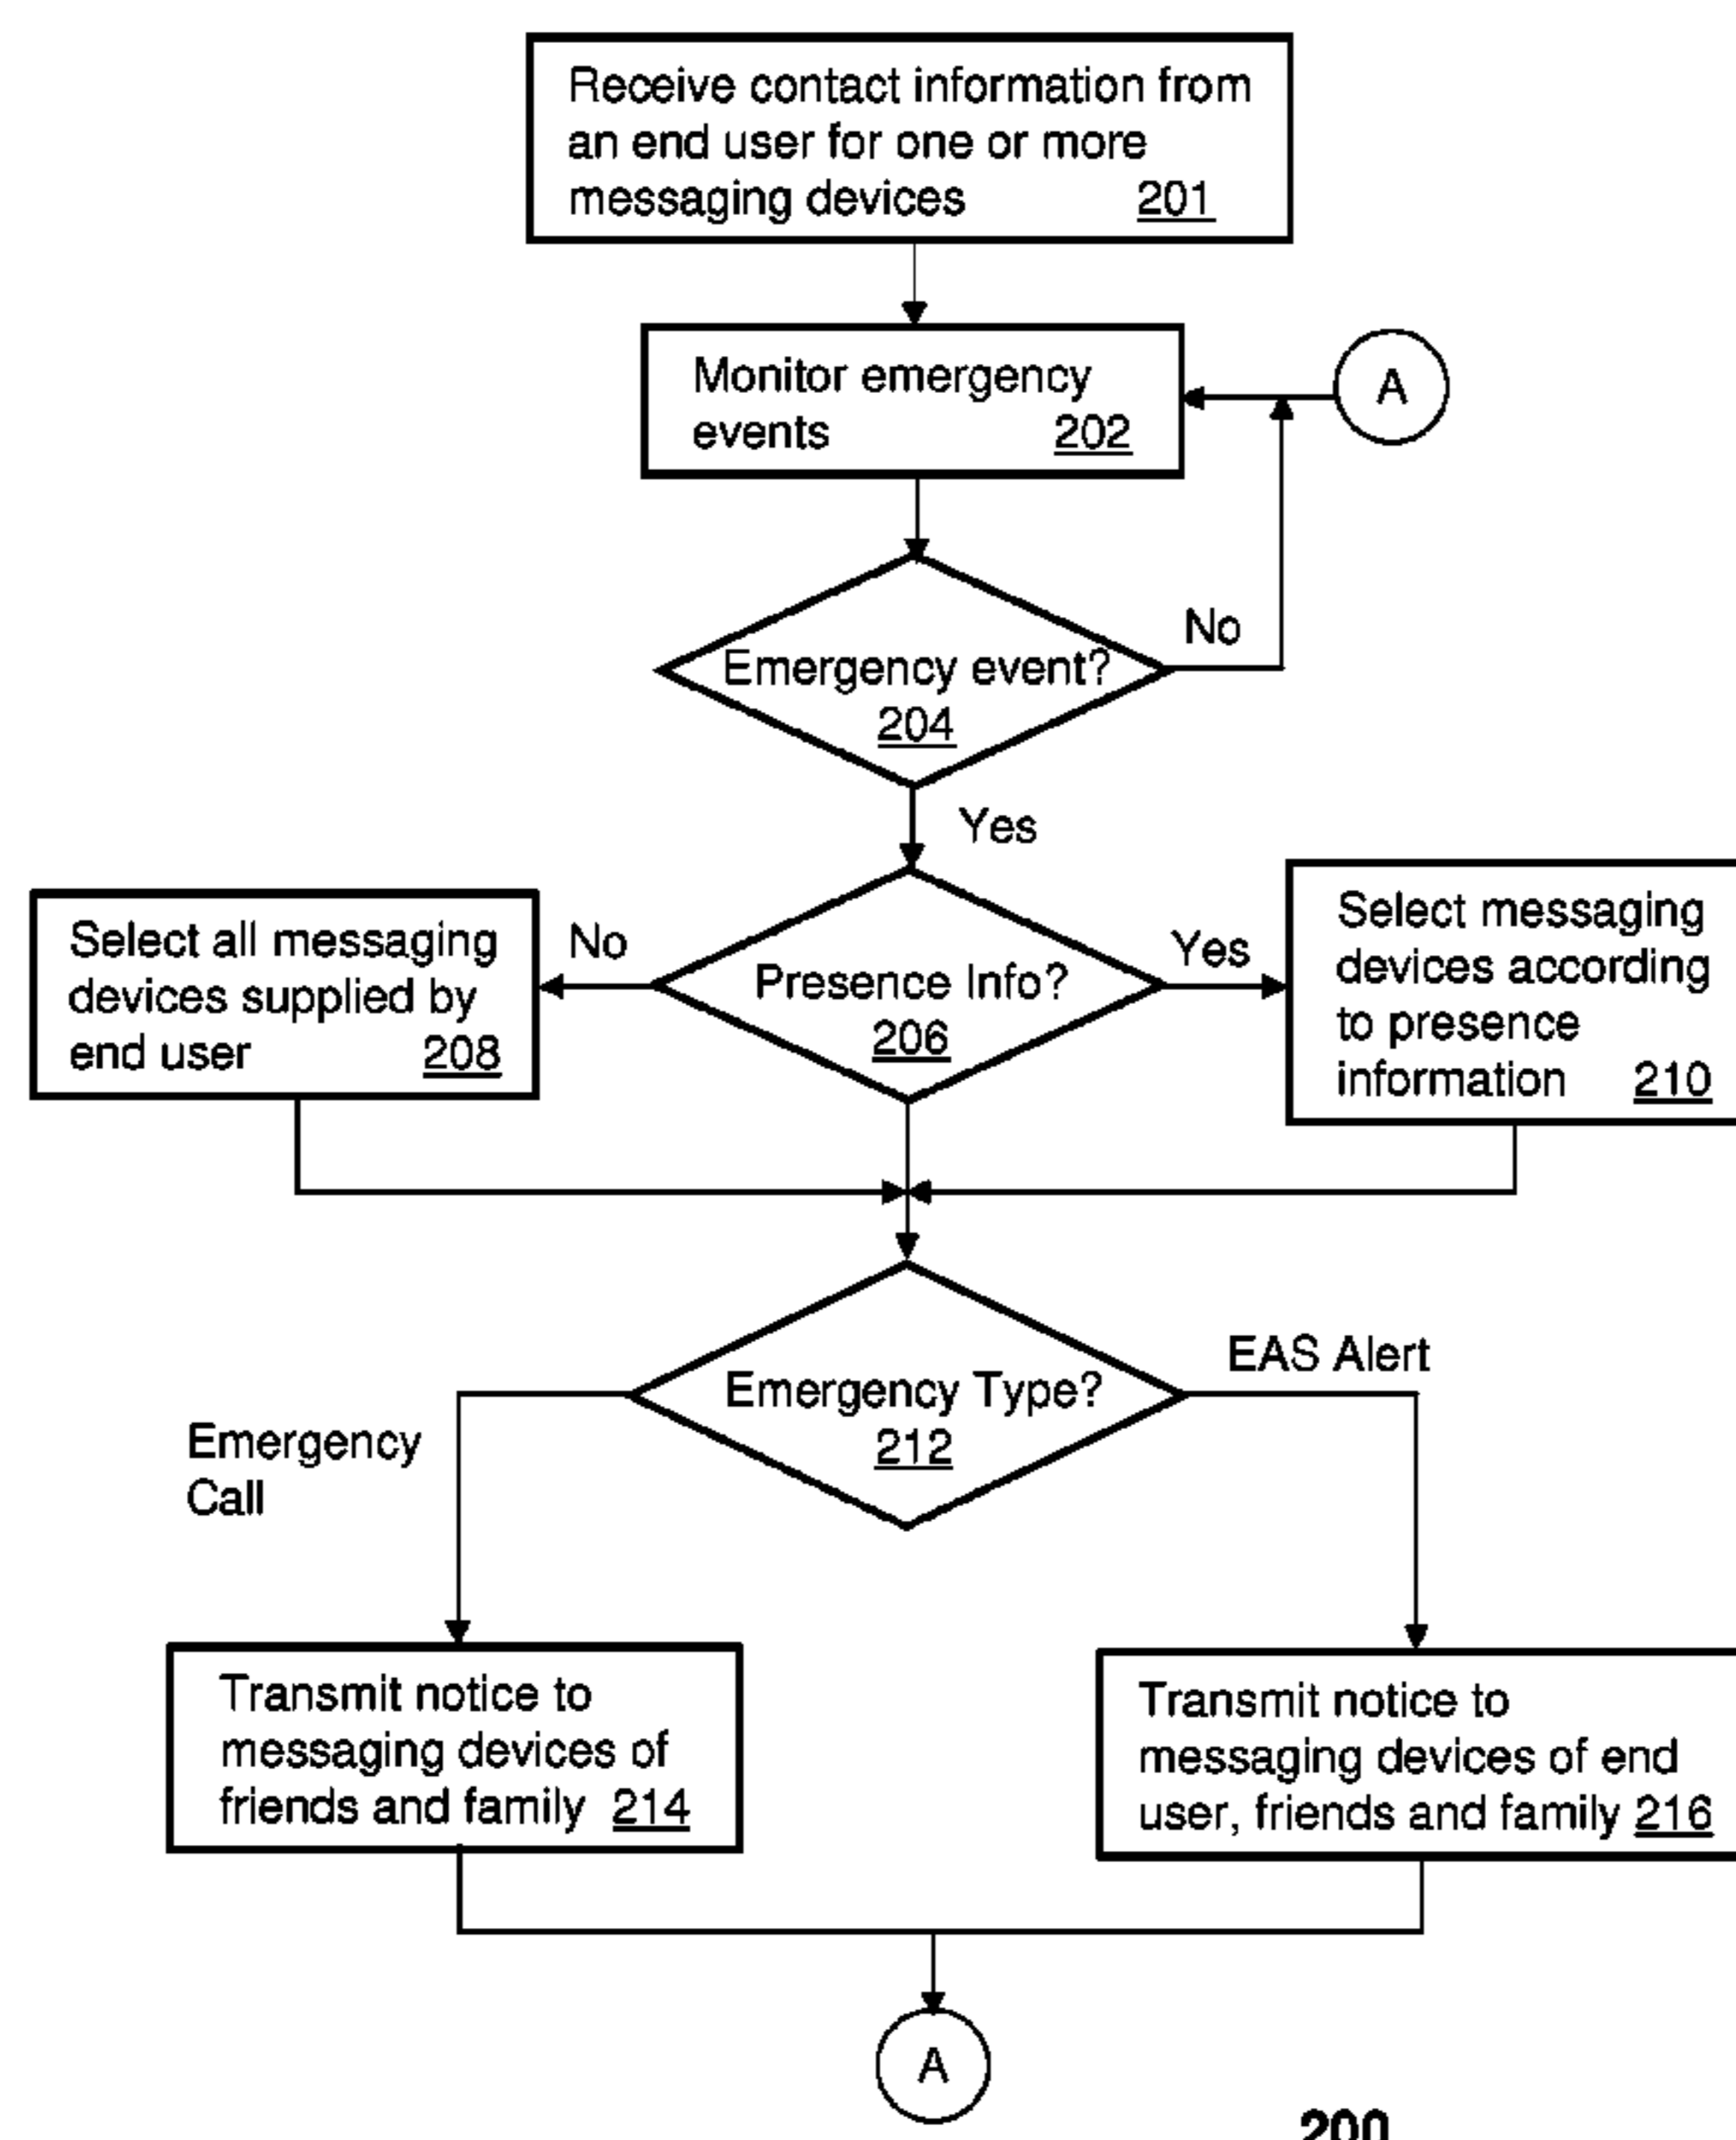 Receive contact information from
an end user for one or more
messaging devices 201
Monitor emergency
events 202
A
No
Emergency event?
204
Yes
Select all messaging
devices supplied by
end user 208
No
Presence Info?
206
Yes
Select messaging
devices according
to presence
information 210
Emergency Type?
212
EAS Alert
Emergency
Call
Transmit notice to
messaging devices of
friends and family 214
Transmit notice to
messaging devices of end
user, friends and family 216
A
200